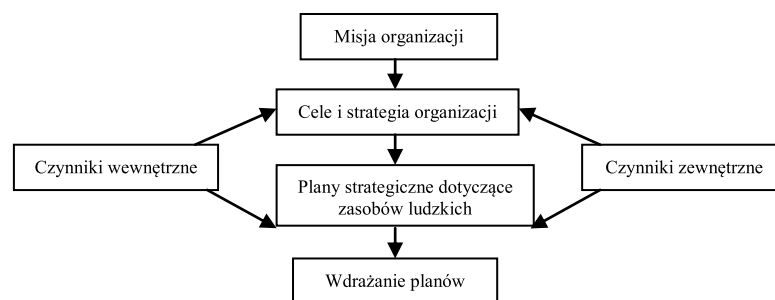 Misja organizacji
Cele i strategia organizacji
Czynniki wewnętrzne
Czynniki zewnętrzne
Plany strategiczne dotyczące
zasobów ludzkich
Wdrażanie planów